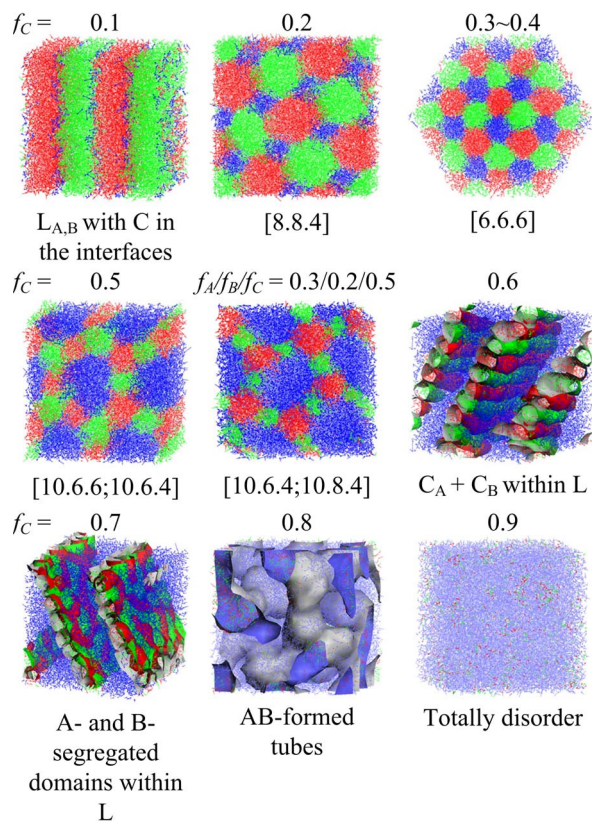 f_C = 0.1 0.2 0.3~0.4
L_A,B with C in the interfaces
[8.8.4]
[6.6.6]
f_C = 0.5 f_A/f_B/f_C = 0.3/0.2/0.5 0.6
[10.6.6;10.6.4] [10.6.4;10.8.4] C_A + C_B within L
f_C = 0.7 0.8 0.9
A- and B-
segregated
domains within
L
AB-formed
tubes
Totally disorder